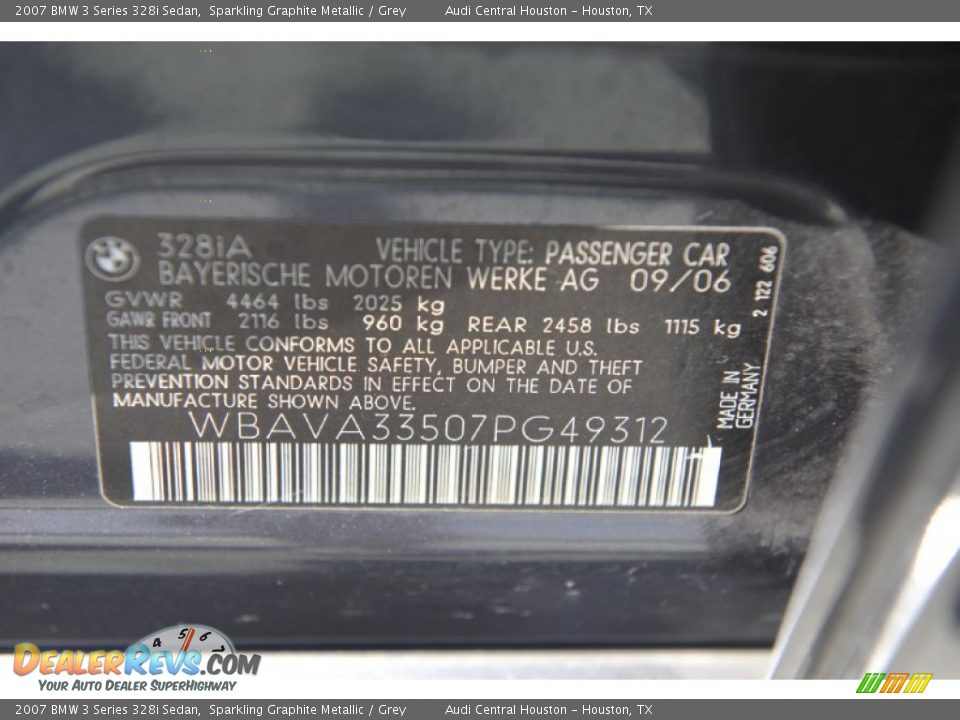 2007 BMW 3 Series 328i Sedan, Sparkling Graphite Metallic / Grey Audi Central Houston - Houston, TX
328iA VEHICLE TYPE: PASSENGER CAR
BAYERISCHE MOTOREN WERKE AG 09/06
GVWR 4464 lbs 2025 kg
GAWR FRONT 2116 lbs 960 kg REAR 2458 lbs 1115 kg
THIS VEHICLE CONFORMS TO ALL APPLICABLE U.S.
FEDERAL MOTOR VEHICLE SAFETY, BUMPER AND THEFT
PREVENTION STANDARDS IN EFFECT ON THE DATE OF
MANUFACTURE SHOWN ABOVE.
WBAVA33507PG49312
2 122 606
MADE IN
GERMANY
4 5 6 7
DEALERREVS.COM
YOUR AUTO DEALER SUPERHIGHWAY
2007 BMW 3 Series 328i Sedan, Sparkling Graphite Metallic / Grey Audi Central Houston - Houston, TX